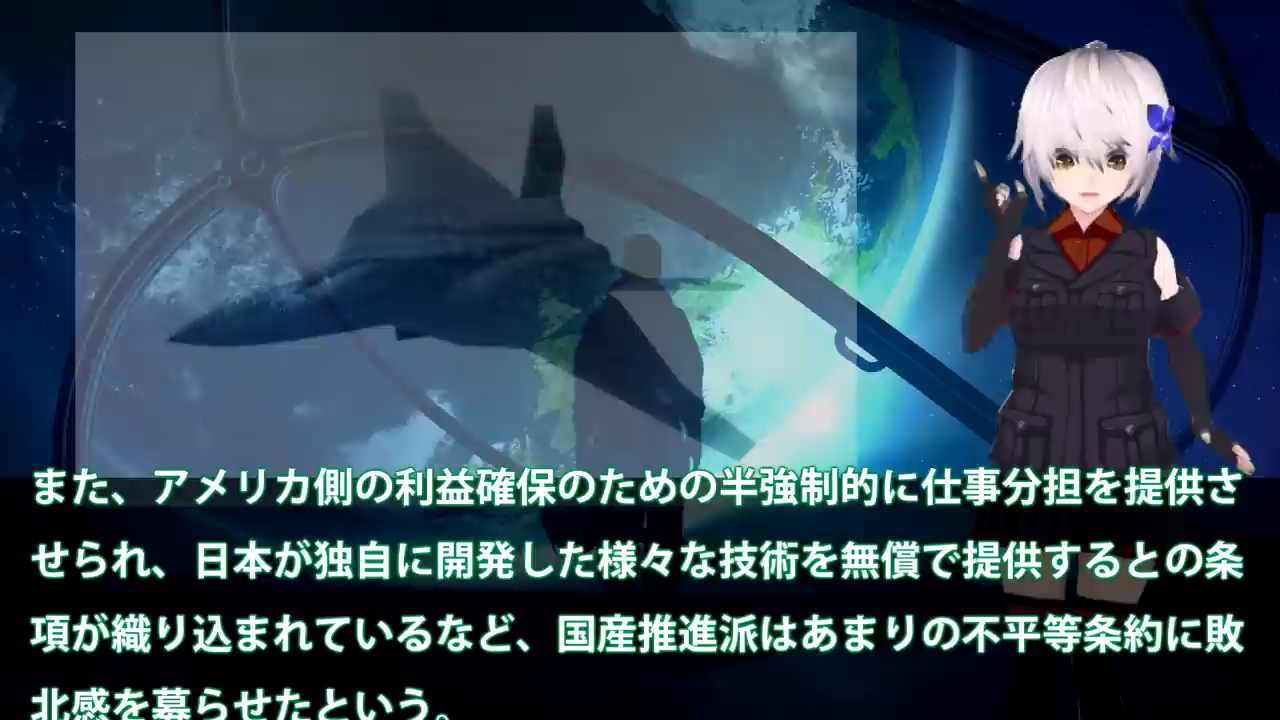 また、アメリカ側の利益確保のための半強制的に仕事分担を提供さ
せられ、日本が独自に開発した様々な技術を無償で提供するとの条
項が織り込まれているなど、国産推進派はあまりの不平等条約に敗
北感を募らせたという。